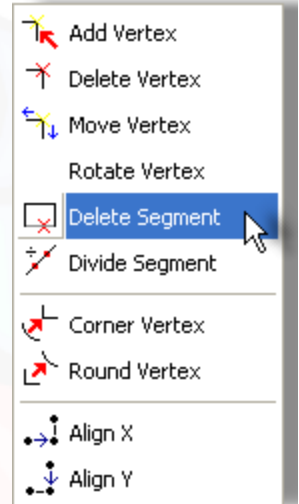 Add Vertex
Delete Vertex
Move Vertex
Rotate Vertex
Delete Segment
Divide Segment
Corner Vertex
Round Vertex
Align X
Align Y